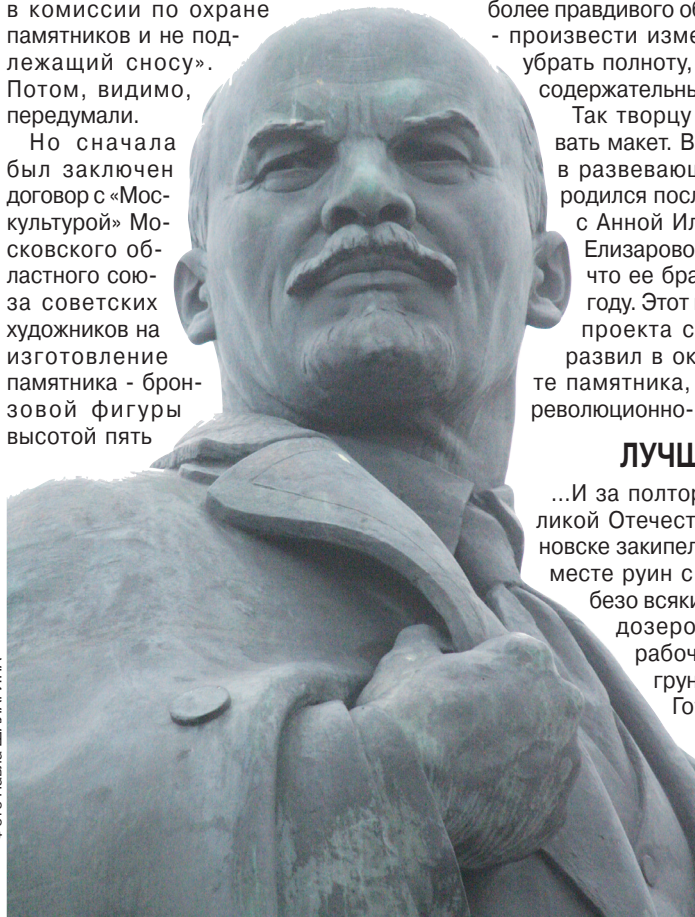 в комиссии по охране
памятников и не под-
лежащий сносу».
Потом, видимо,
передумали.
Но сначала
был заключен
договор с «Мос-
культурой» Мо-
сковского об-
ластного сою-
за советских
художников на
изготовление
памятника - брон-
зовой фигуры
высотой пять
более правдивого об
- произвести изме
убрать полноту,
содержательны
Так творцу
вать макет. В
в развевающ
родился посл
с Анной Ил
Елизарово
что ее бра
году. Этот
проекта с
развил в ок
те памятника,
революционно-
ЛУЧШ
...И за полтор
ликой Отечест
новске закипел
месте руин с
безо всяки
дозеро
рабоч
грун
Го